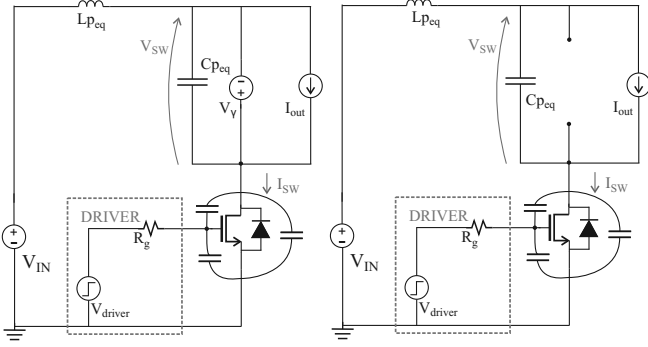 Lp_eq
V_SW
Cp_eq
- +
V_γ
I_out
I_SW
DRIVER
R_g
+ -
V_IN
V_driver
Lp_eq
V_SW
Cp_eq
I_out
I_SW
DRIVER
R_g
+ -
V_IN
V_driver